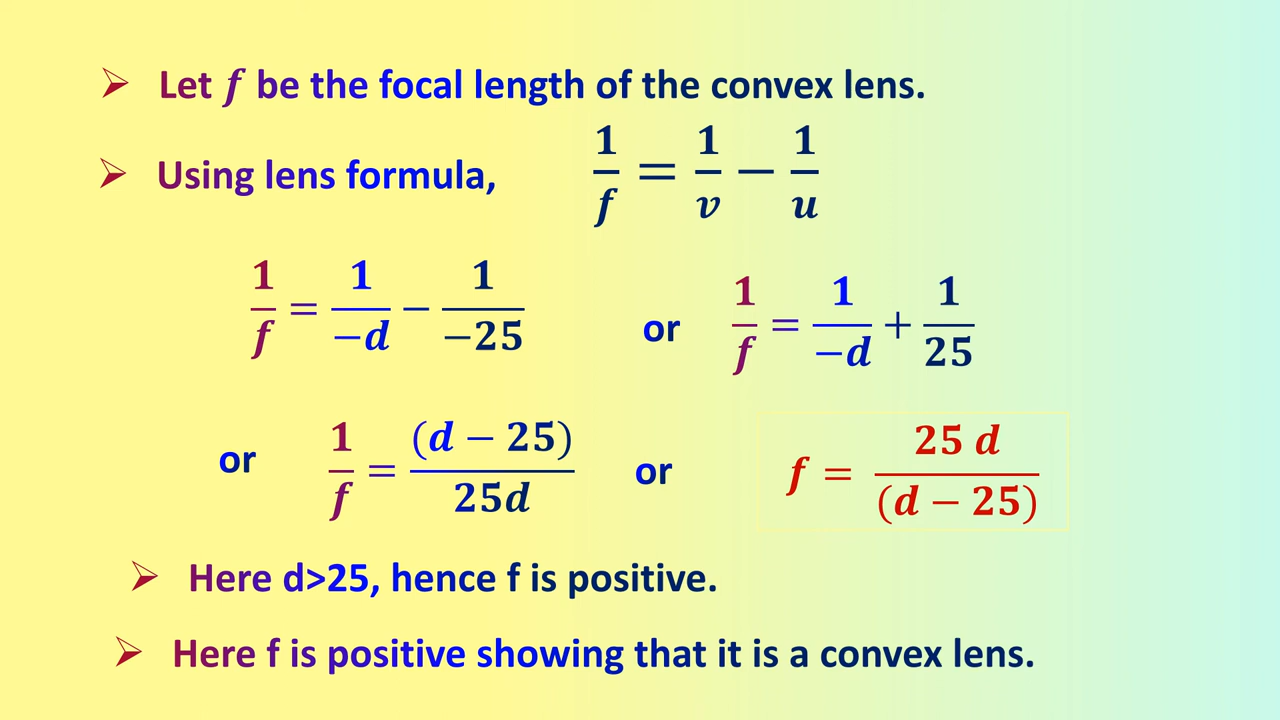 ➢ Let f be the focal length of the convex lens.
➢ Using lens formula, 1/f = 1/v − 1/u
1/f = 1/−d − 1/−25 or 1/f = 1/−d + 1/25
or 1/f = (d − 25)/25d or f = 25 d/(d − 25)
➢ Here d>25, hence f is positive.
➢ Here f is positive showing that it is a convex lens.